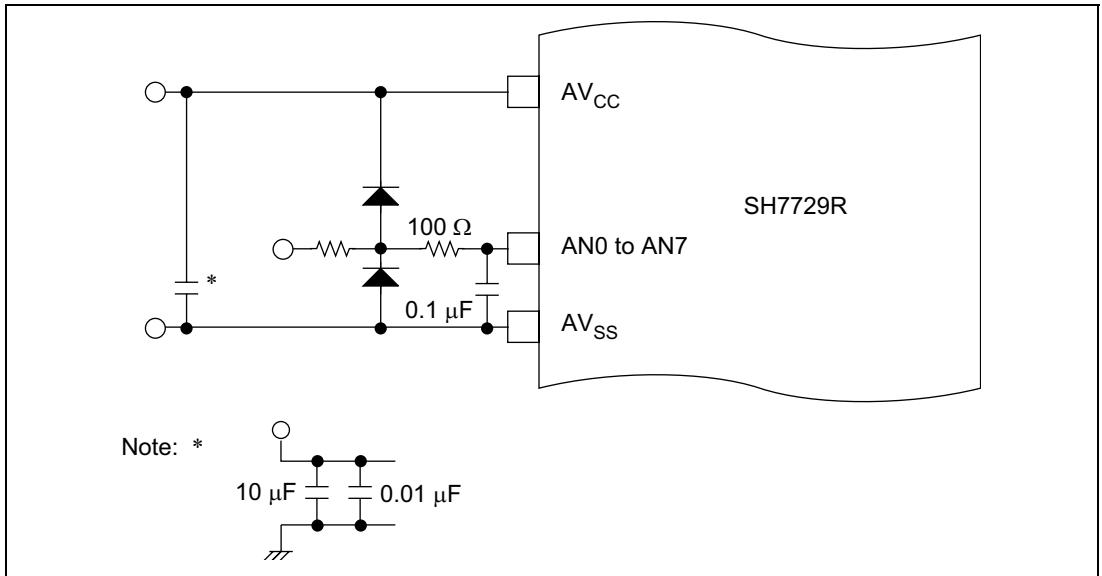 AVCC
SH7729R
100 Ω
AN0 to AN7
*
0.1 μF
AVSS
Note: *
10 μF 0.01 μF